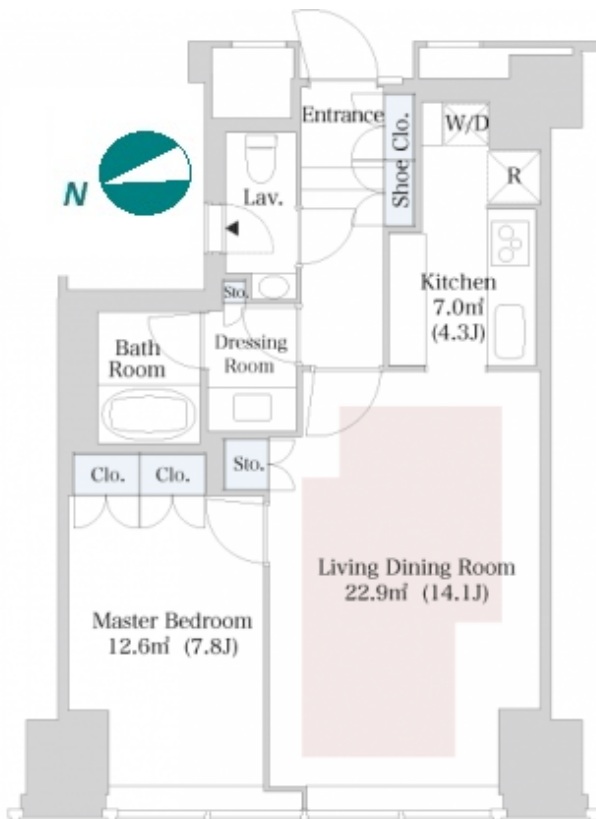 Entrance
Shoe Clo.
W/D
R
N
Lav.
Sto.
Kitchen
7.0㎡
(4.3J)
Bath
Room
Dressing
Room
Clo.
Clo.
Sto.
Living Dining Room
22.9㎡ (14.1J)
Master Bedroom
12.6㎡ (7.8J)